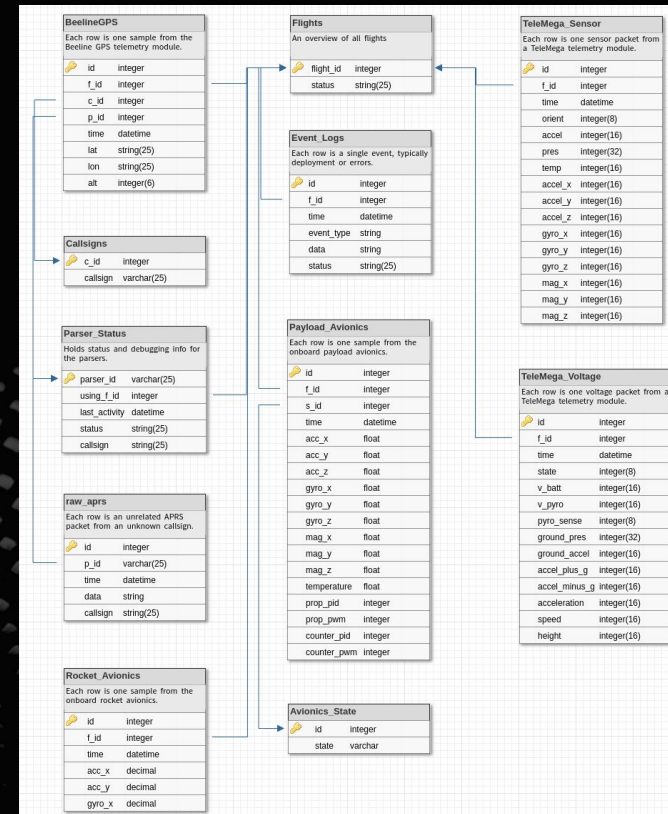 BeelineGPS
Each row is one sample from the
Beeline GPS telemetry module.
id integer
f_id integer
c_id integer
p_id integer
time datetime
lat string(25)
lon string(25)
alt integer(6)
Callsigns
c_id integer
callsign varchar(25)
Parser_Status
Holds status and debugging info for
the parsers.
parser_id varchar(25)
using_f_id integer
last_activity datetime
status string(25)
callsign string(25)
raw_aprs
Each row is an unrelated APRS
packet from an unknown callsign.
id integer
p_id varchar(25)
time datetime
data string
callsign string(25)
Rocket_Avionics
Each row is one sample from the
onboard rocket avionics.
id integer
f_id integer
time datetime
acc_x decimal
acc_y decimal
gyro_x decimal
Flights
An overview of all flights
flight_id integer
status string(25)
Event_Logs
Each row is a single event, typically
deployment or errors.
id integer
f_id integer
time datetime
event_type string
data string
status string(25)
Payload_Avionics
Each row is one sample from the
onboard payload avionics.
id integer
f_id integer
s_id integer
time datetime
acc_x float
acc_y float
acc_z float
gyro_x float
gyro_y float
gyro_z float
mag_x float
mag_y float
mag_z float
temperature float
prop_pid integer
prop_pwm integer
counter_pid integer
counter_pwm integer
Avionics_State
id integer
state varchar
TeleMega_Sensor
Each row is one sensor packet from
a TeleMega telemetry module.
id integer
f_id integer
time datetime
orient integer(8)
accel integer(16)
pres integer(32)
temp integer(16)
accel_x integer(16)
accel_y integer(16)
accel_z integer(16)
gyro_x integer(16)
gyro_y integer(16)
gyro_z integer(16)
mag_x integer(16)
mag_y integer(16)
mag_z integer(16)
TeleMega_Voltage
Each row is one voltage packet from a
TeleMega telemetry module.
id integer
f_id integer
time datetime
state integer(8)
v_batt integer(16)
v_pyro integer(16)
pyro_sense integer(8)
ground_pres integer(32)
ground_accel integer(16)
accel_plus_g integer(16)
accel_minus_g integer(16)
acceleration integer(16)
speed integer(16)
height integer(16)